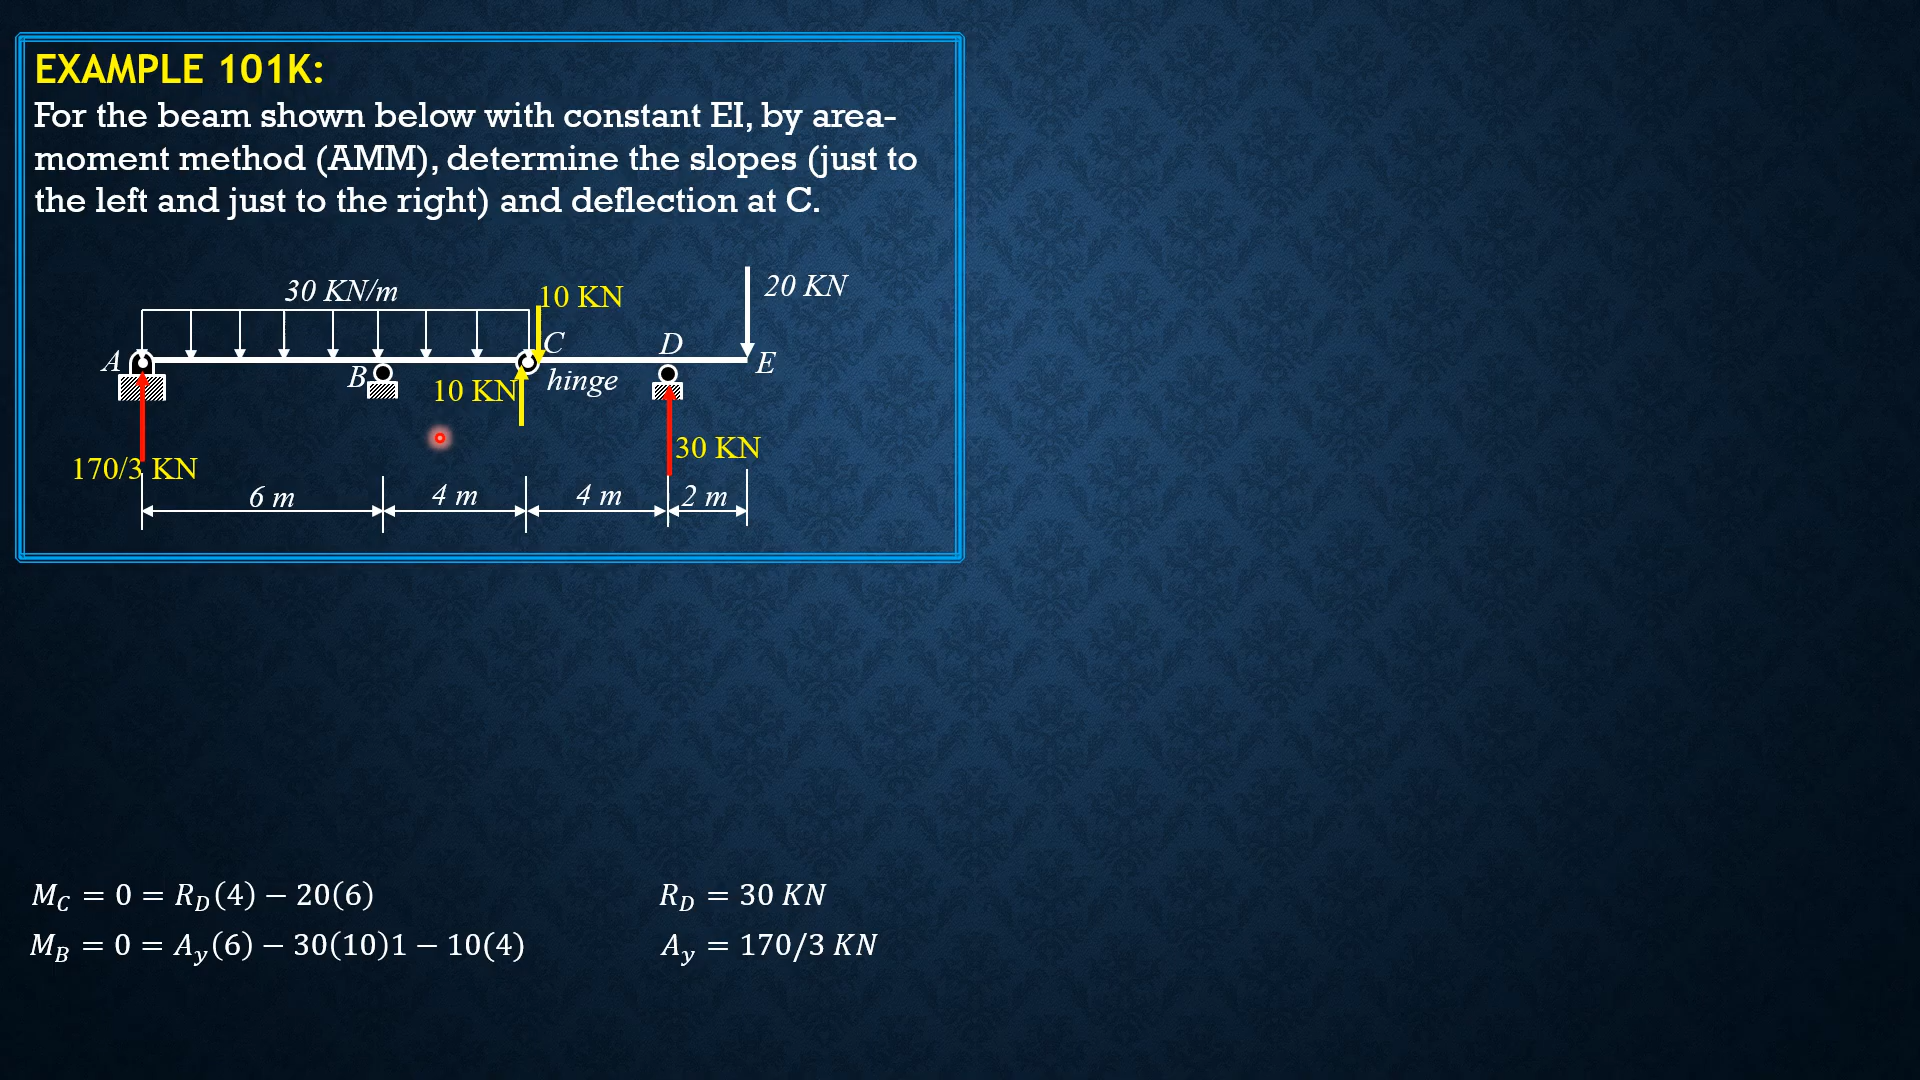 EXAMPLE 101K:
For the beam shown below with constant EI, by area-
moment method (AMM), determine the slopes (just to
the left and just to the right) and deflection at C.
20 KN
30 KN/m
10 KN
C
D
A
B
E
10 KN
hinge
30 KN
170/3 KN
6 m
4 m
4 m
2 m
M_C = 0 = R_D(4) − 20(6)
R_D = 30 KN
M_B = 0 = A_y(6) − 30(10)1 − 10(4)
A_y = 170/3 KN